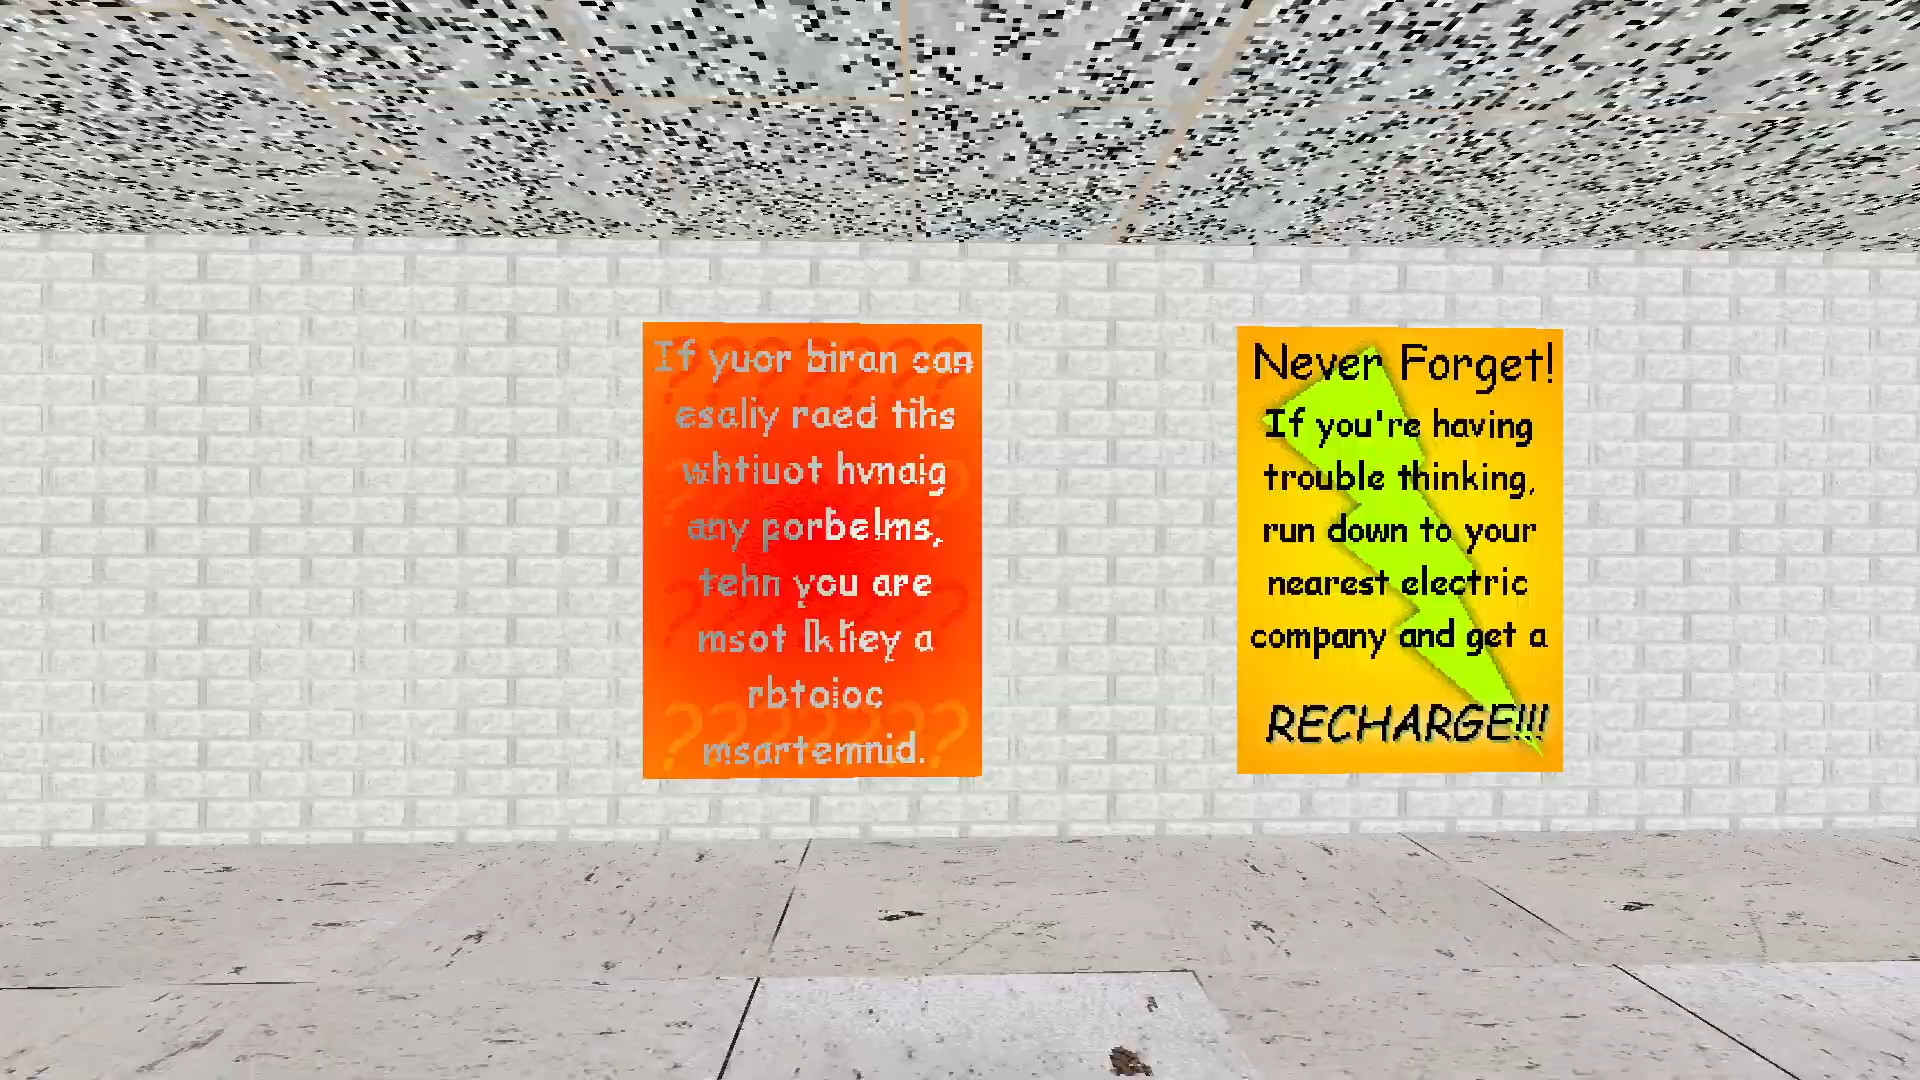 If yuor biran can
esaliy raed tihs
whtiuot hvnaig
any porbelms,
tehn you are
msot lkliey a
rbtoioc
msartemnid.
Never Forget!
If you're having
trouble thinking,
run down to your
nearest electric
company and get a
RECHARGE!!!